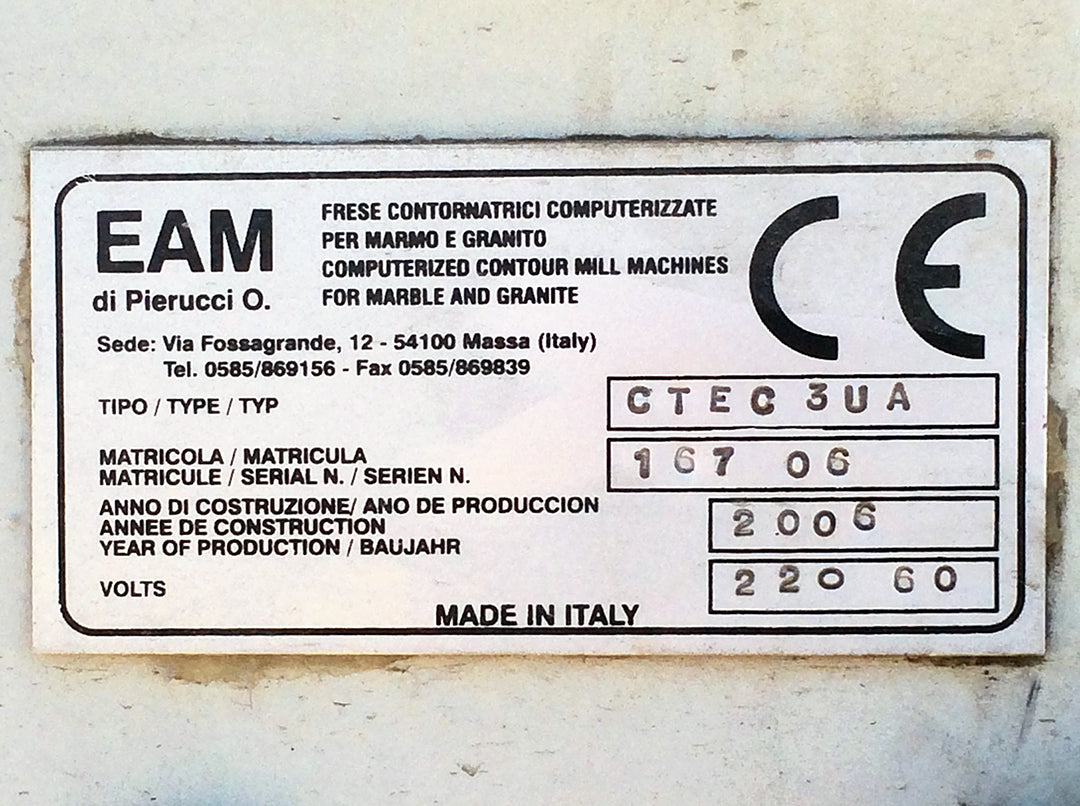 EAM
di Pierucci O.
FRESE CONTORNATRICI COMPUTERIZZATE
PER MARMO E GRANITO
COMPUTERIZED CONTOUR MILL MACHINES
FOR MARBLE AND GRANITE
CE
Sede: Via Fossagrande, 12 - 54100 Massa (Italy)
Tel. 0585/869156 - Fax 0585/869839
TIPO / TYPE / TYP CTEC 3UA
MATRICOLA / MATRICULA
MATRICULE / SERIAL N. / SERIEN N. 167 06
ANNO DI COSTRUZIONE/ ANO DE PRODUCCION
ANNEE DE CONSTRUCTION 2006
YEAR OF PRODUCTION / BAUJAHR
VOLTS 220 60
MADE IN ITALY